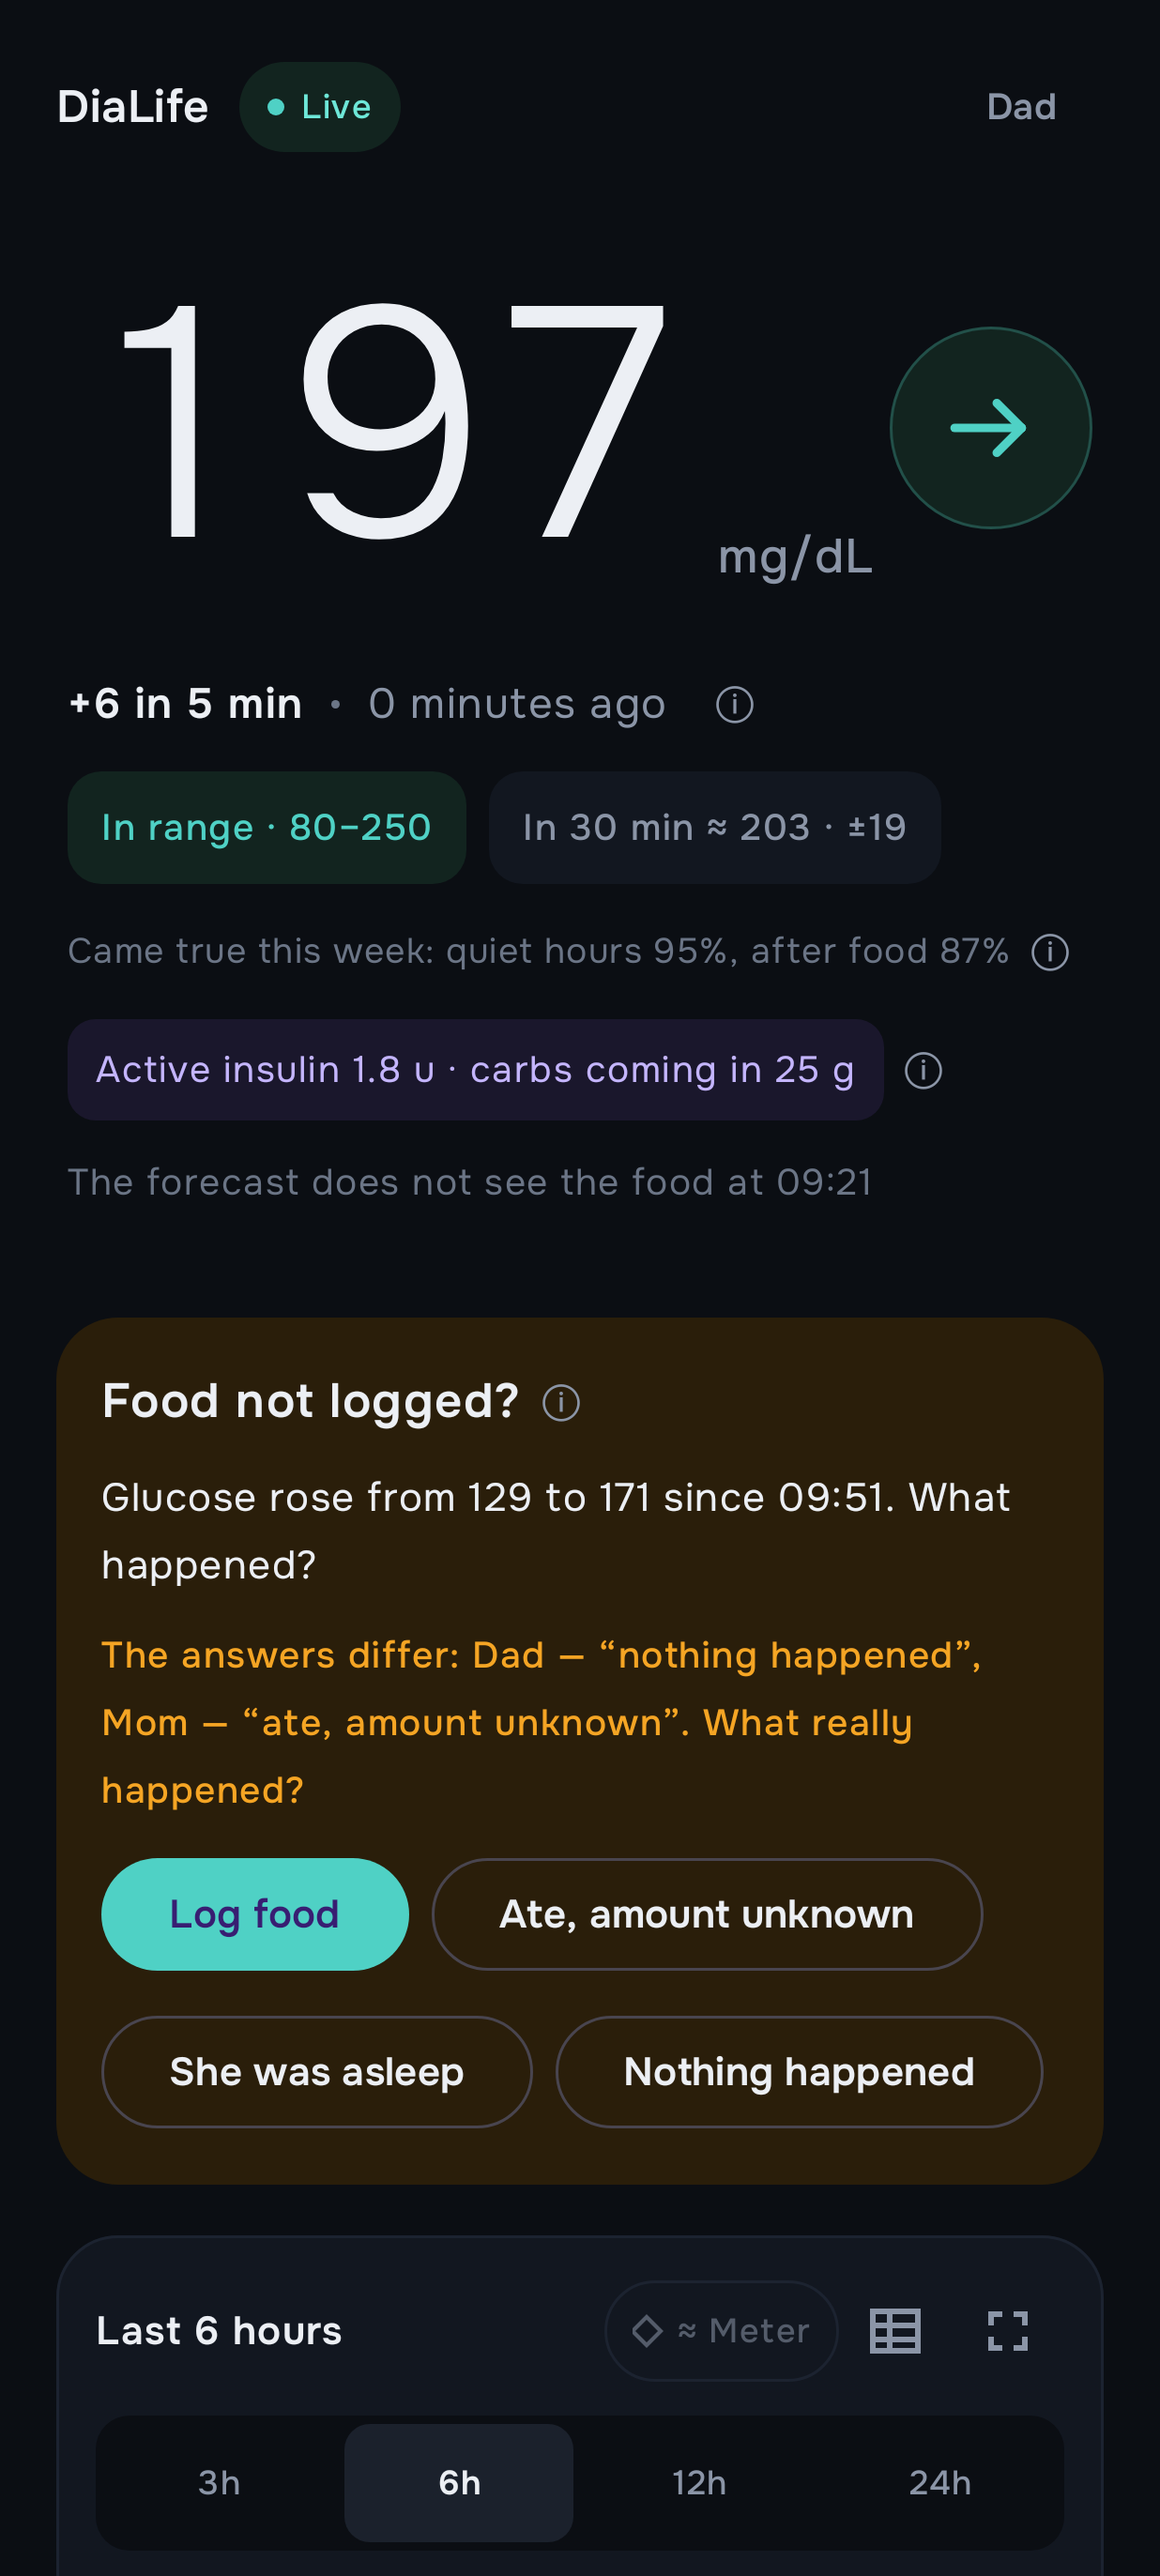 DiaLife
Live
Dad
197
mg/dL
+6 in 5 min • 0 minutes ago
In range · 80–250
In 30 min ≈ 203 · ±19
Came true this week: quiet hours 95%, after food 87%
Active insulin 1.8 u · carbs coming in 25 g
The forecast does not see the food at 09:21
Food not logged?
Glucose rose from 129 to 171 since 09:51. What
happened?
The answers differ: Dad — “nothing happened”,
Mom — “ate, amount unknown”. What really
happened?
Log food
Ate, amount unknown
She was asleep
Nothing happened
Last 6 hours
≈ Meter
3h
6h
12h
24h